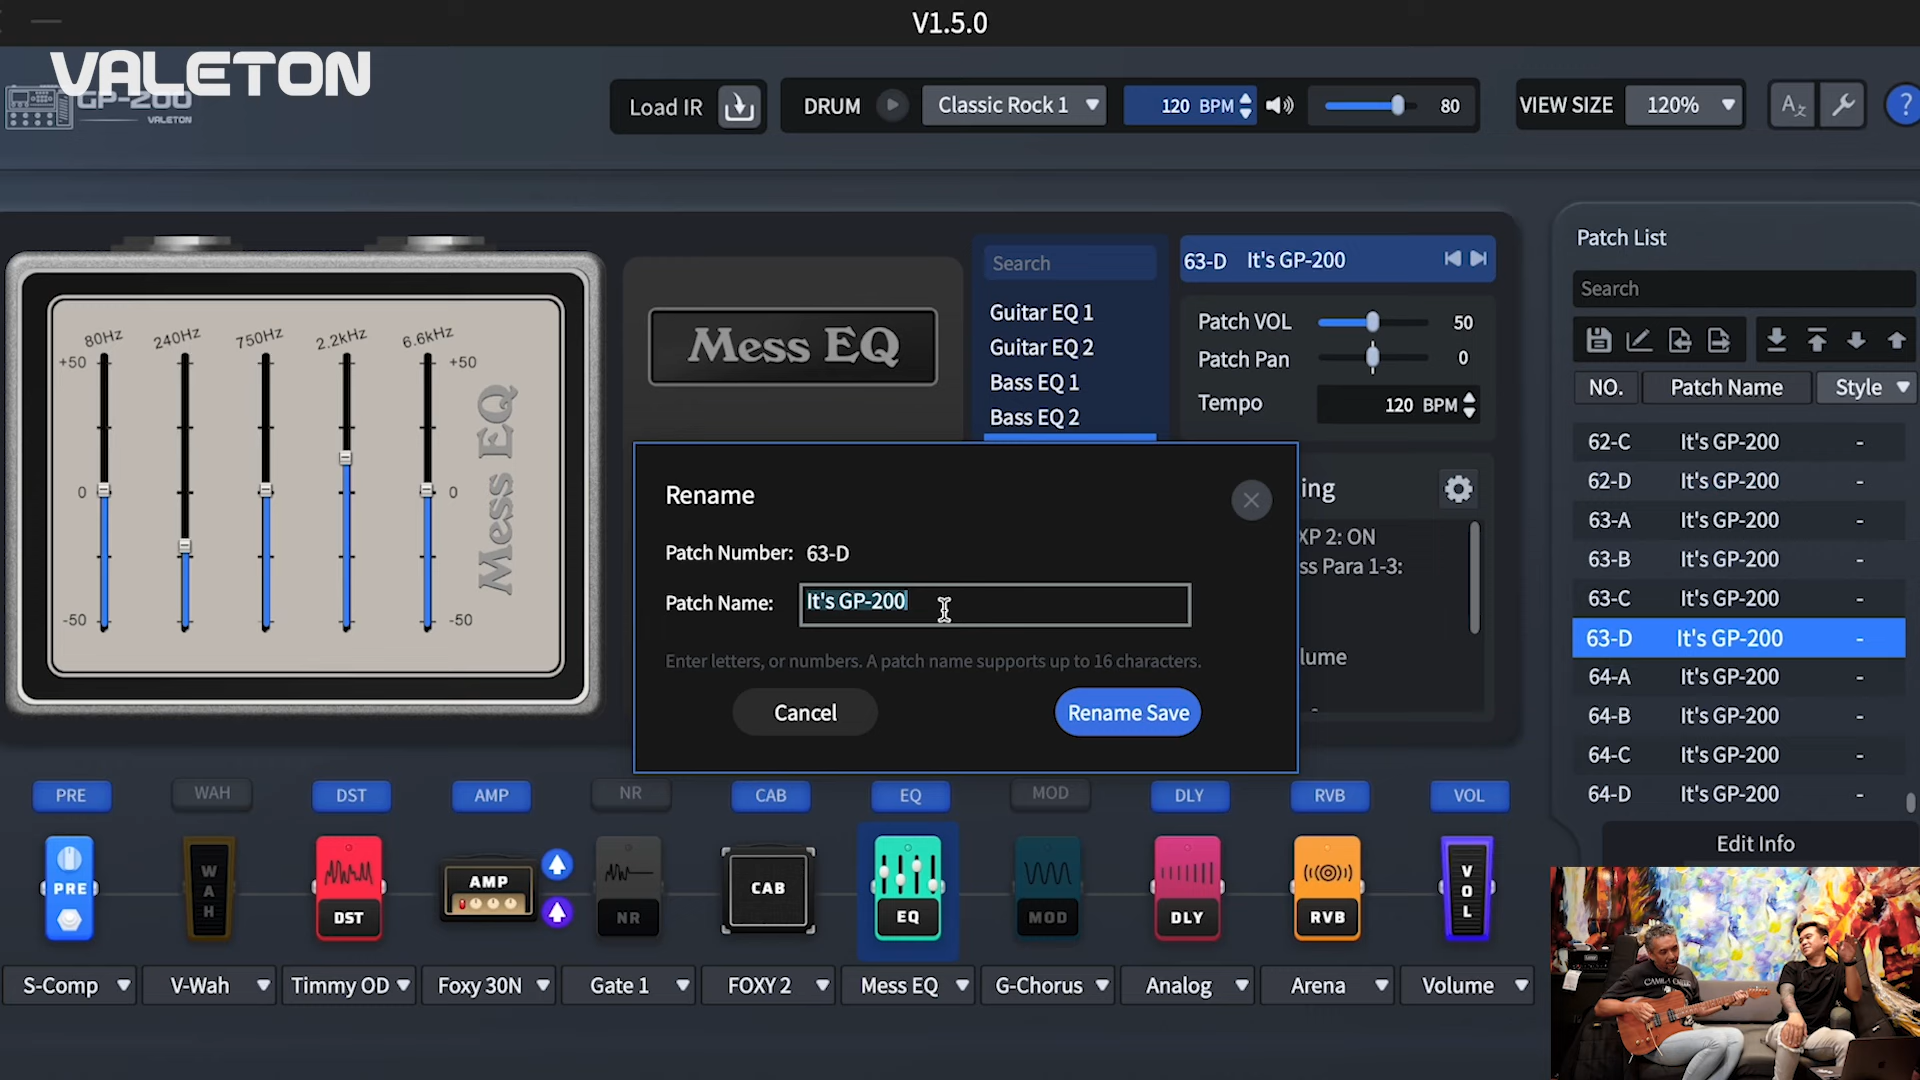 V1.5.0
VALETON
GP-200
VALETON
Load IR
DRUM
Classic Rock 1
120 BPM
80
VIEW SIZE
120%
?
Patch List
Search
NO.
Patch Name
Style
62-C It's GP-200 -
62-D It's GP-200 -
63-A It's GP-200 -
63-B It's GP-200 -
63-C It's GP-200 -
63-D It's GP-200 -
64-A It's GP-200 -
64-B It's GP-200 -
64-C It's GP-200 -
64-D It's GP-200 -
Edit Info
80Hz 240Hz 750Hz 2.2kHz 6.6kHz
+50 +50
0 0
-50 -50
Mess EQ
Mess EQ
Search
Guitar EQ 1
Guitar EQ 2
Bass EQ 1
Bass EQ 2
63-D It's GP-200
Patch VOL 50
Patch Pan 0
Tempo 120 BPM
ing
XP 2: ON
ss Para 1-3:
lume
Rename
Patch Number: 63-D
Patch Name: It's GP-200
Enter letters, or numbers. A patch name supports up to 16 characters.
Cancel
Rename Save
PRE WAH DST AMP NR CAB EQ MOD DLY RVB VOL
PRE WAH DST AMP NR CAB EQ MOD DLY RVB VOL
S-Comp V-Wah Timmy OD Foxy 30N Gate 1 FOXY 2 Mess EQ G-Chorus Analog Arena Volume